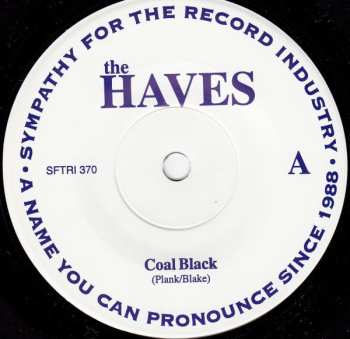 SYMPATHY FOR THE RECORD INDUSTRY •
A NAME YOU CAN PRONOUNCE SINCE 1988 •
the
HAVES
SFTRI 370
A
Coal Black
(Plank/Blake)